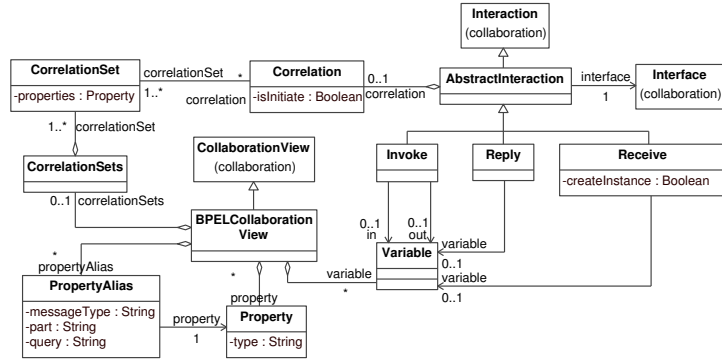 Interaction
(collaboration)
CorrelationSet
-properties : Property
correlationSet
1..*
*
correlation
Correlation
-isInitiate : Boolean
0..1
correlation
AbstractInteraction
interface
1
Interface
(collaboration)
1..*
correlationSet
CollaborationView
(collaboration)
Invoke
Reply
Receive
-createInstance : Boolean
CorrelationSets
0..1
correlationSets
BPELCollaboration
View
0..1
in
0..1
out
variable
0..1
Variable
variable
0..1
*
propertyAlias
*
property
variable
*
PropertyAlias
-messageType : String
-part : String
-query : String
property
1
Property
-type : String